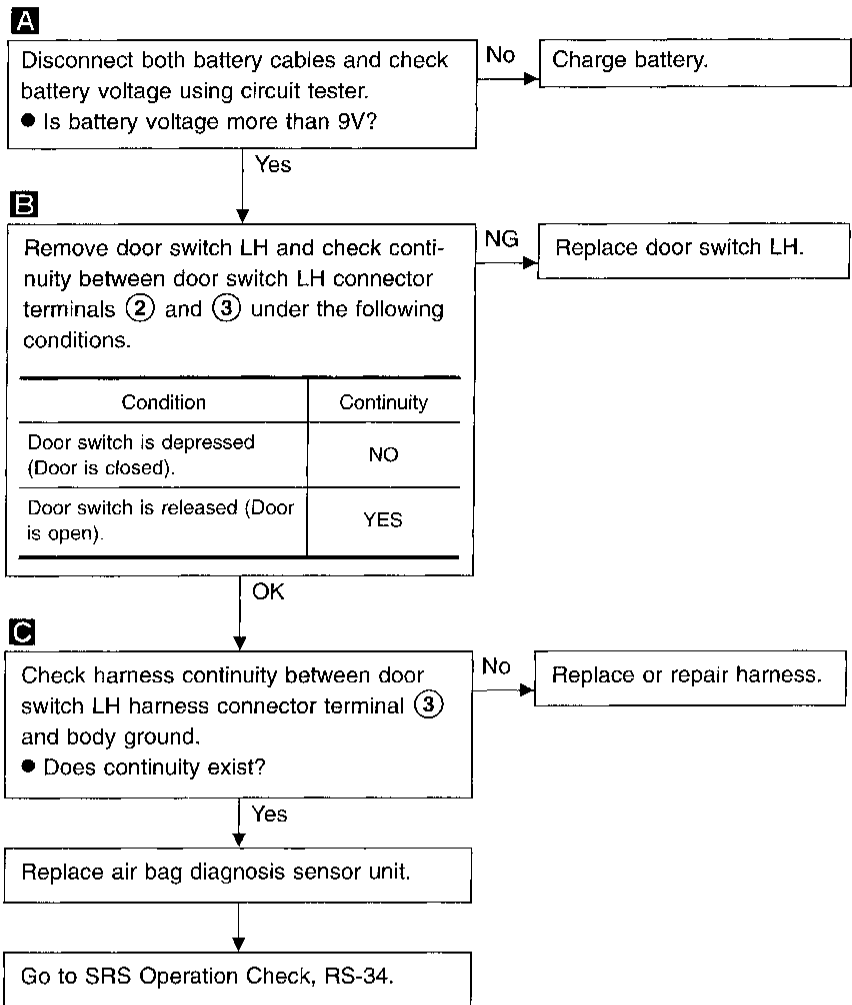 A
Disconnect both battery cables and check
battery voltage using circuit tester.
● Is battery voltage more than 9V?
No
Charge battery.
Yes
B
Remove door switch LH and check conti-
nuity between door switch LH connector
terminals ② and ③ under the following
conditions.
NG
Replace door switch LH.
Condition
Continuity
Door switch is depressed
(Door is closed).
NO
Door switch is released (Door
is open).
YES
OK
C
Check harness continuity between door
switch LH harness connector terminal ③
and body ground.
● Does continuity exist?
No
Replace or repair harness.
Yes
Replace air bag diagnosis sensor unit.
Go to SRS Operation Check, RS-34.